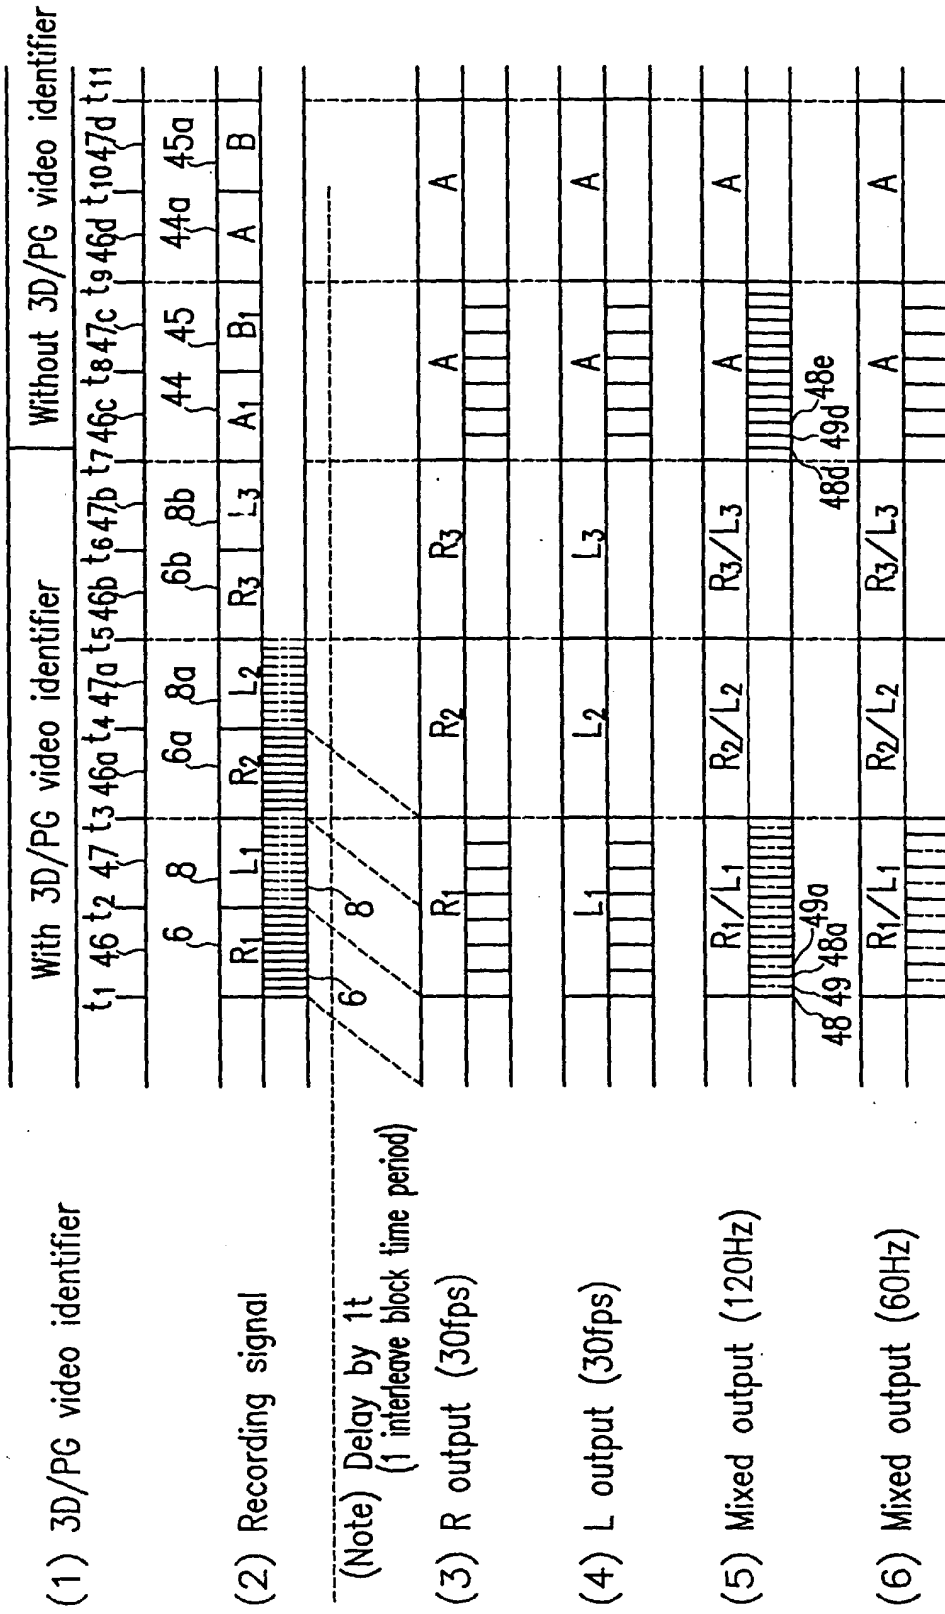 (1) 3D/PG video identifier
With 3D/PG video identifier
Without 3D/PG video identifier
t1 46 t2 47 t3 46a t4 47a t5 46b t6 47b t7 46c t8 47c t9 46d t10 47d t11
6 8 6a 8a 6b 8b 44 45 44a 45a
(2) Recording signal
R1 L1 R2 L2 R3 L3 A1 B1 A B
6 8
(Note) Delay by 1t
(1 interleave block time period)
(3) R output (30fps)
R1 R2 R3 A A
(4) L output (30fps)
L1 L2 L3 A A
(5) Mixed output (120Hz)
R1/L1 R2/L2 R3/L3 A A
48 49 48a 49a 48d 49d 48e
(6) Mixed output (60Hz)
R1/L1 R2/L2 R3/L3 A A